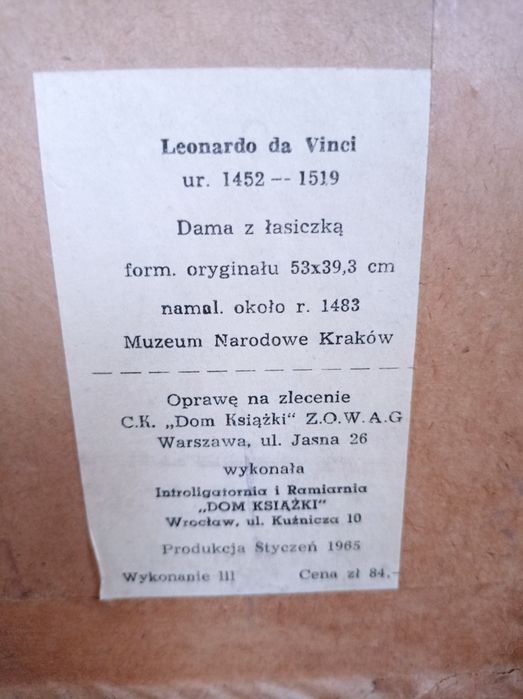 Leonardo da Vinci
ur. 1452 -- 1519
Dama z łasiczką
form. oryginału 53x39,3 cm
namal. około r. 1483
Muzeum Narodowe Kraków
Oprawę na zlecenie
C.K. „Dom Książki" Z.O.W.A.G
Warszawa, ul. Jasna 26
wykonała
Introligatornia i Ramiarnia
„DOM KSIĄŻKI"
Wrocław, ul. Kuźnicza 10
Produkcja Styczeń 1965
Wykonanie III Cena zł 84,-